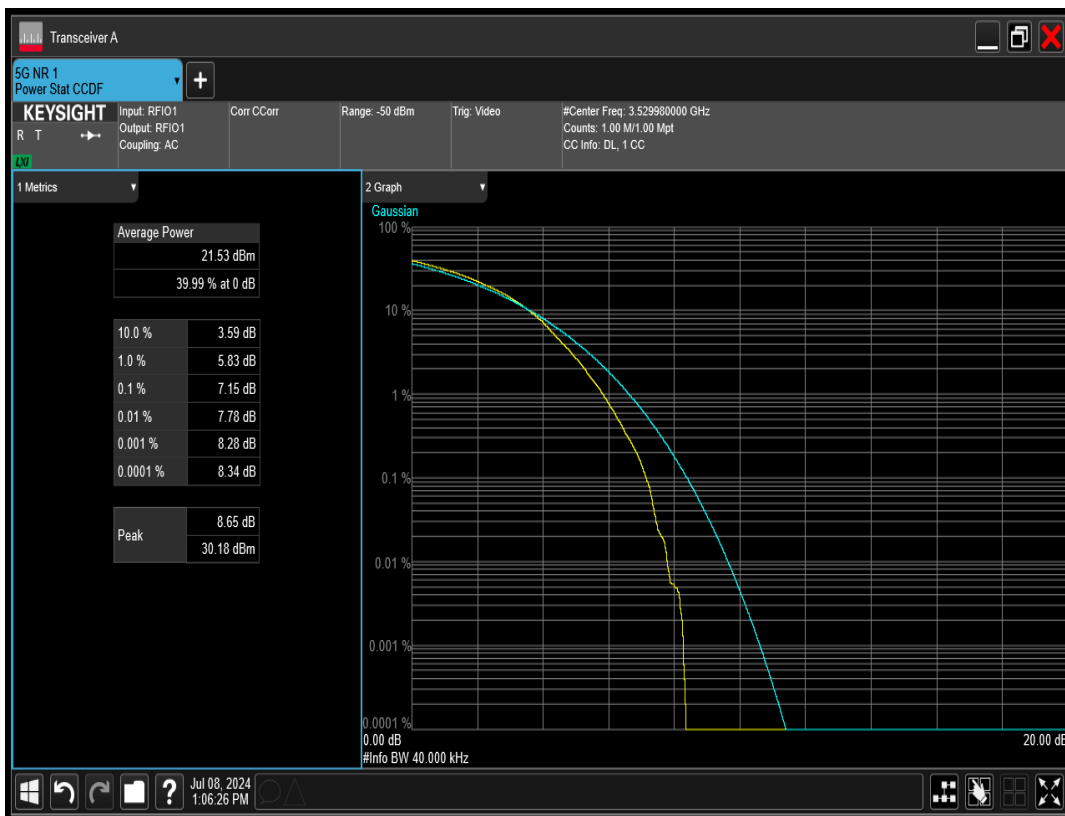 Transceiver A
5G NR 1
Power Stat CCDF
+
KEYSIGHT
R T
LXI
Input: RFIO1
Output: RFIO1
Coupling: AC
Corr CCorr
Range: -50 dBm
Trig: Video
#Center Freq: 3.529980000 GHz
Counts: 1.00 M/1.00 Mpt
CC Info: DL, 1 CC
1 Metrics
Average Power
21.53 dBm
39.99 % at 0 dB
10.0 % 3.59 dB
1.0 % 5.83 dB
0.1 % 7.15 dB
0.01 % 7.78 dB
0.001 % 8.28 dB
0.0001 % 8.34 dB
Peak
8.65 dB
30.18 dBm
2 Graph
Gaussian
100 %
10 %
1 %
0.1 %
0.01 %
0.001 %
0.0001 %
0.00 dB
20.00 dB
#Info BW 40.000 kHz
?
Jul 08, 2024
1:06:26 PM